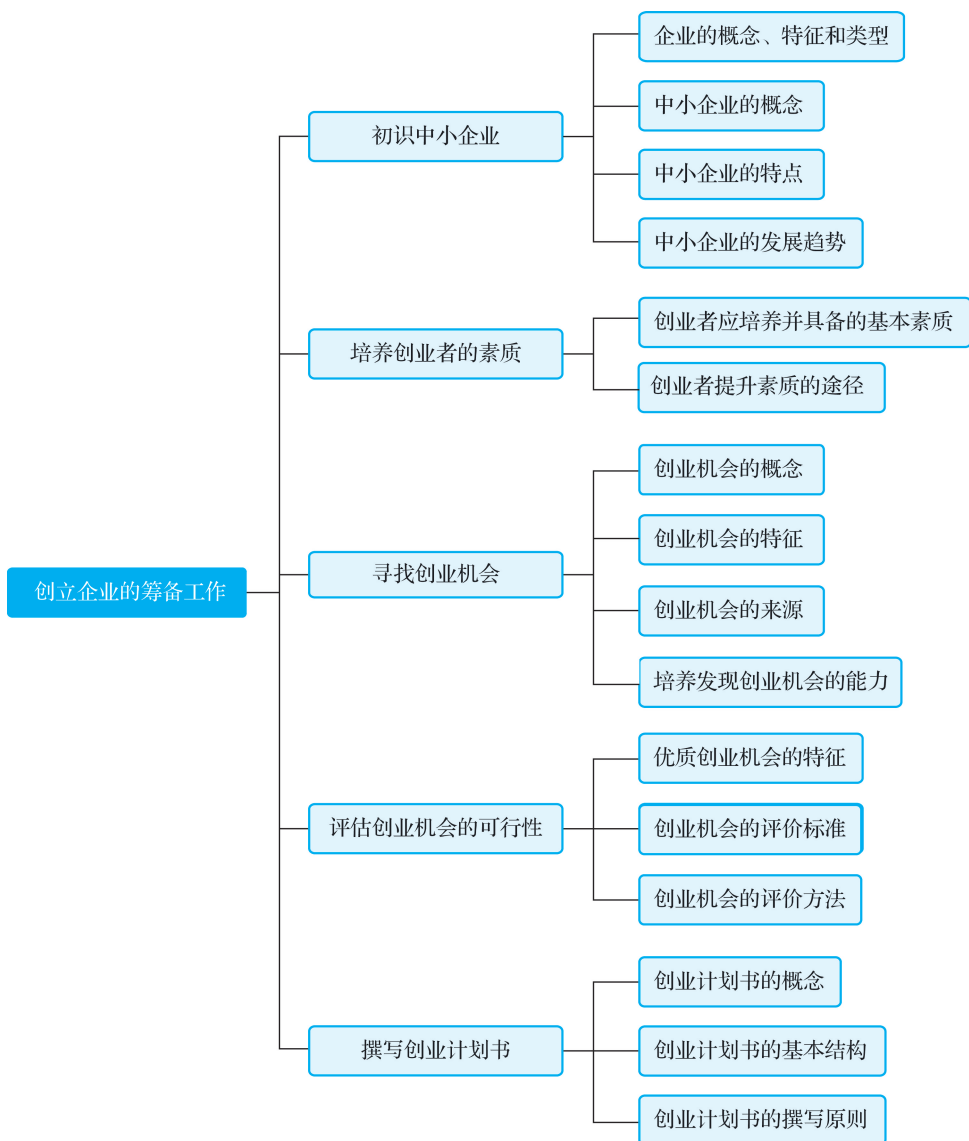 创立企业的筹备工作
初识中小企业
企业的概念、特征和类型
中小企业的概念
中小企业的特点
中小企业的发展趋势
培养创业者的素质
创业者应培养并具备的基本素质
创业者提升素质的途径
寻找创业机会
创业机会的概念
创业机会的特征
创业机会的来源
培养发现创业机会的能力
评估创业机会的可行性
优质创业机会的特征
创业机会的评价标准
创业机会的评价方法
撰写创业计划书
创业计划书的概念
创业计划书的基本结构
创业计划书的撰写原则